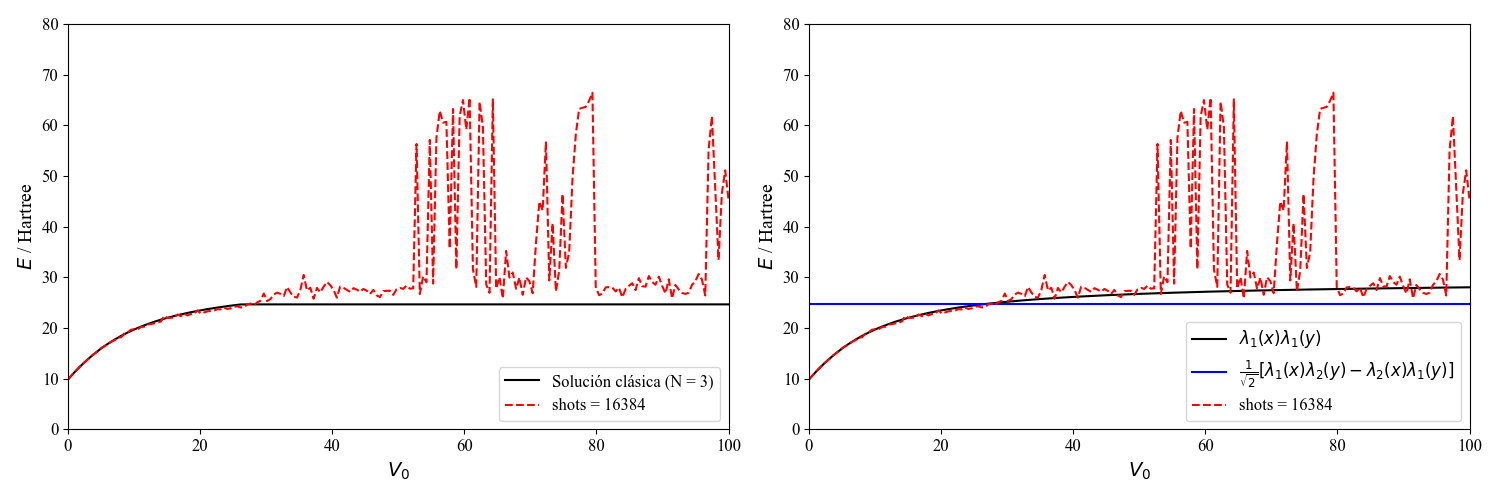 80
70
60
50
40
30
20
10
0
E / Hartree
0 20 40 60 80 100
V₀
Solución clásica (N = 3)
shots = 16384
80
70
60
50
40
30
20
10
0
E / Hartree
0 20 40 60 80 100
V₀
λ₁(x)λ₁(y)
1/√2[λ₁(x)λ₂(y) − λ₂(x)λ₁(y)]
shots = 16384